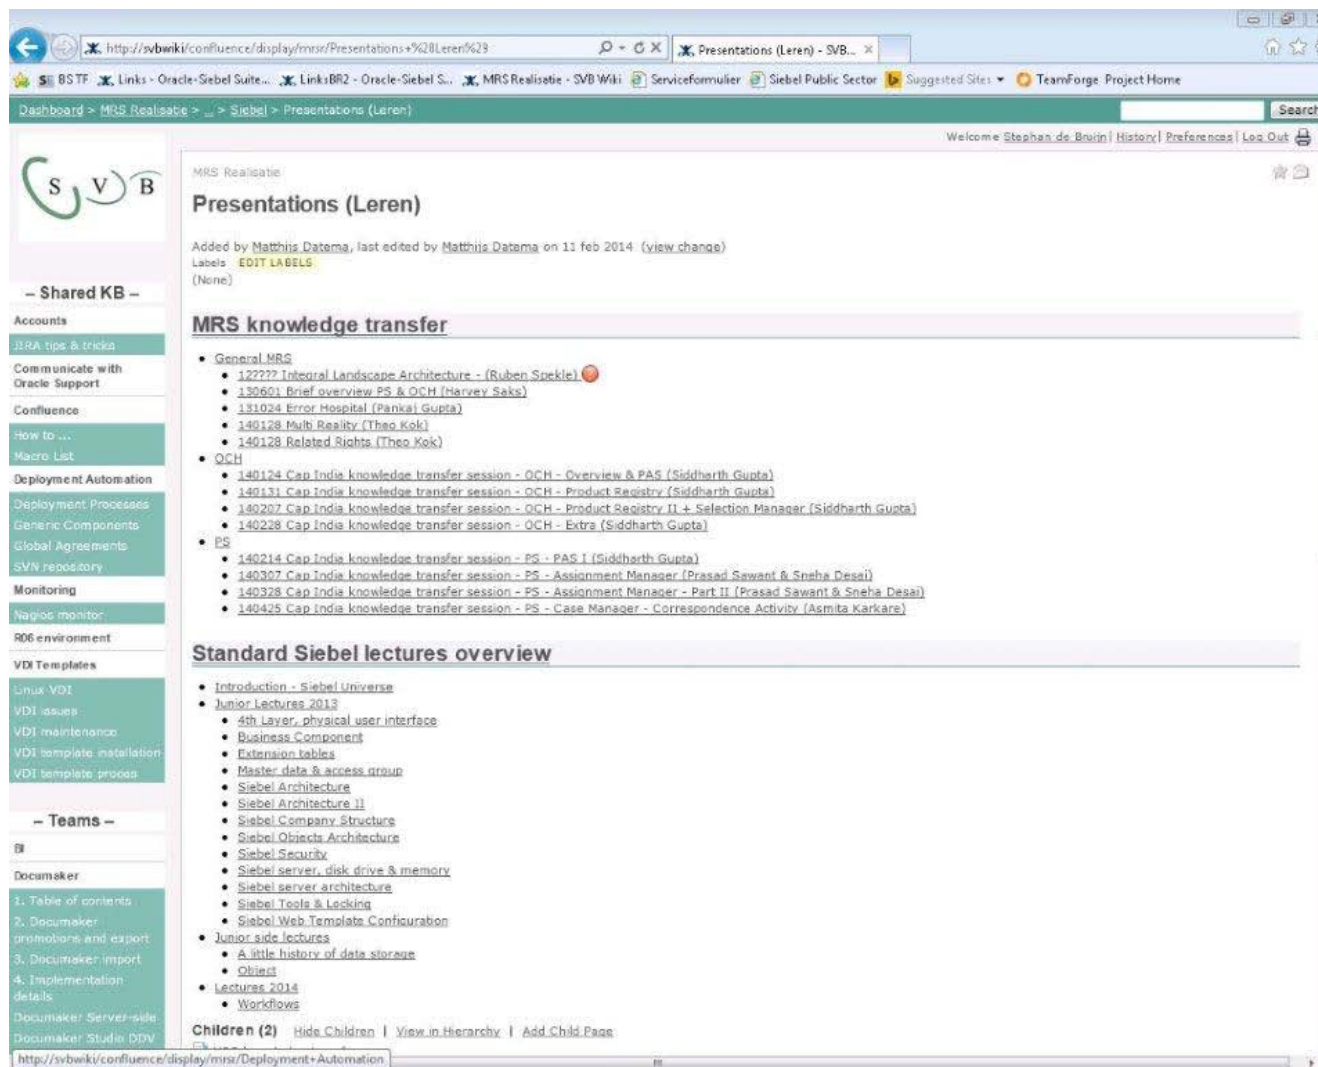 http://svbwiki/confluence/display/mrsr/Presentations+%28Leren%29
Presentations (Leren) - SVB...
BS TF
Links - Oracle-Siebel Suite...
LinksBR2 - Oracle-Siebel S...
MRS Realisatie - SVB Wiki
Serviceformulier
Siebel Public Sector
Suggested Sites
TeamForge Project Home
Dashboard > MRS Realisatie > ... > Siebel > Presentations (Leren)
Search
Welcome Stephan de Bruijn | History | Preferences | Log Out
S V B
MRS Realisatie
Presentations (Leren)
Added by Matthijs Datema, last edited by Matthijs Datema on 11 feb 2014 (view change)
Labels EDIT LABELS
(None)
– Shared KB –
Accounts
JIRA tips & tricks
Communicate with
Oracle Support
Confluence
How to ...
Macro List
Deployment Automation
Deployment Processes
Generic Components
Global Agreements
SVN repository
Monitoring
Nagios monitor
R06 environment
VDI Templates
Linux VDI
VDI issues
VDI maintenance
VDI template installation
VDI template proces
– Teams –
BI
Documaker
1. Table of contents
2. Documaker
promotions and export
3. Documaker import
4. Implementation
details
Documaker Server-side
Documaker Studio DDV
MRS knowledge transfer
General MRS
12???? Integral Landscape Architecture - (Ruben Spekle)
130601 Brief overview PS & OCH (Harvey Saks)
131024 Error Hospital (Pankaj Gupta)
140128 Multi Reality (Theo Kok)
140128 Related Rights (Theo Kok)
OCH
140124 Cap India knowledge transfer session - OCH - Overview & PAS (Siddharth Gupta)
140131 Cap India knowledge transfer session - OCH - Product Registry (Siddharth Gupta)
140207 Cap India knowledge transfer session - OCH - Product Registry II + Selection Manager (Siddharth Gupta)
140228 Cap India knowledge transfer session - OCH - Extra (Siddharth Gupta)
PS
140214 Cap India knowledge transfer session - PS - PAS I (Siddharth Gupta)
140307 Cap India knowledge transfer session - PS - Assignment Manager (Prasad Sawant & Sneha Desai)
140328 Cap India knowledge transfer session - PS - Assignment Manager - Part II (Prasad Sawant & Sneha Desai)
140425 Cap India knowledge transfer session - PS - Case Manager - Correspondence Activity (Asmita Karkare)
Standard Siebel lectures overview
Introduction - Siebel Universe
Junior Lectures 2013
4th Layer, physical user interface
Business Component
Extension tables
Master data & access group
Siebel Architecture
Siebel Architecture II
Siebel Company Structure
Siebel Objects Architecture
Siebel Security
Siebel server, disk drive & memory
Siebel server architecture
Siebel Tools & Locking
Siebel Web Template Configuration
Junior side lectures
A little history of data storage
Object
Lectures 2014
Workflows
Children (2) Hide Children | View in Hierarchy | Add Child Page
http://svbwiki/confluence/display/mrsr/Deployment+Automation